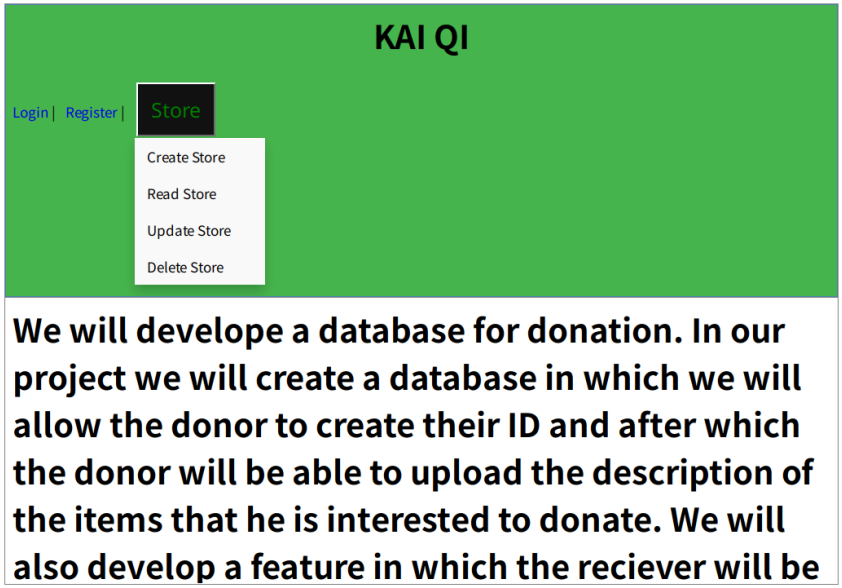 KAI QI
Login | Register | Store
Create Store
Read Store
Update Store
Delete Store
We will develope a database for donation. In our
project we will create a database in which we will
allow the donor to create their ID and after which
the donor will be able to upload the description of
the items that he is interested to donate. We will
also develop a feature in which the reciever will be